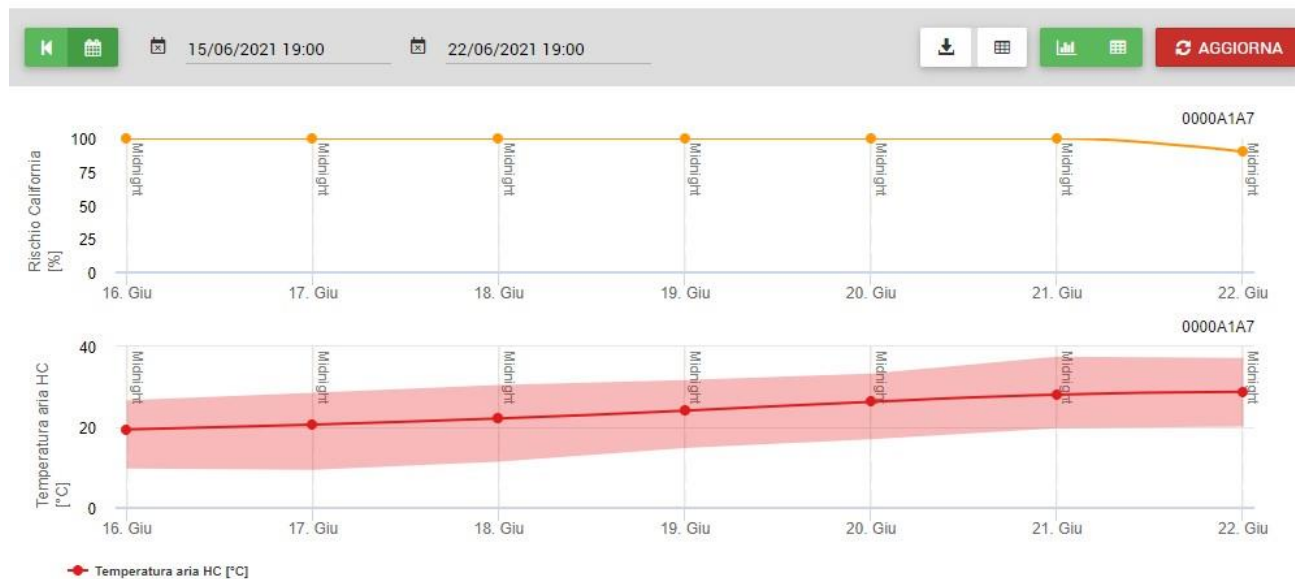 15/06/2021 19:00 22/06/2021 19:00 AGGIORNA
0000A1A7
Rischio California
[%]
100
75
50
25
0
Midnight Midnight Midnight Midnight Midnight Midnight Midnight
16. Giu 17. Giu 18. Giu 19. Giu 20. Giu 21. Giu 22. Giu
0000A1A7
Temperatura aria HC
[°C]
40
20
0
Midnight Midnight Midnight Midnight Midnight Midnight Midnight
16. Giu 17. Giu 18. Giu 19. Giu 20. Giu 21. Giu 22. Giu
Temperatura aria HC [°C]